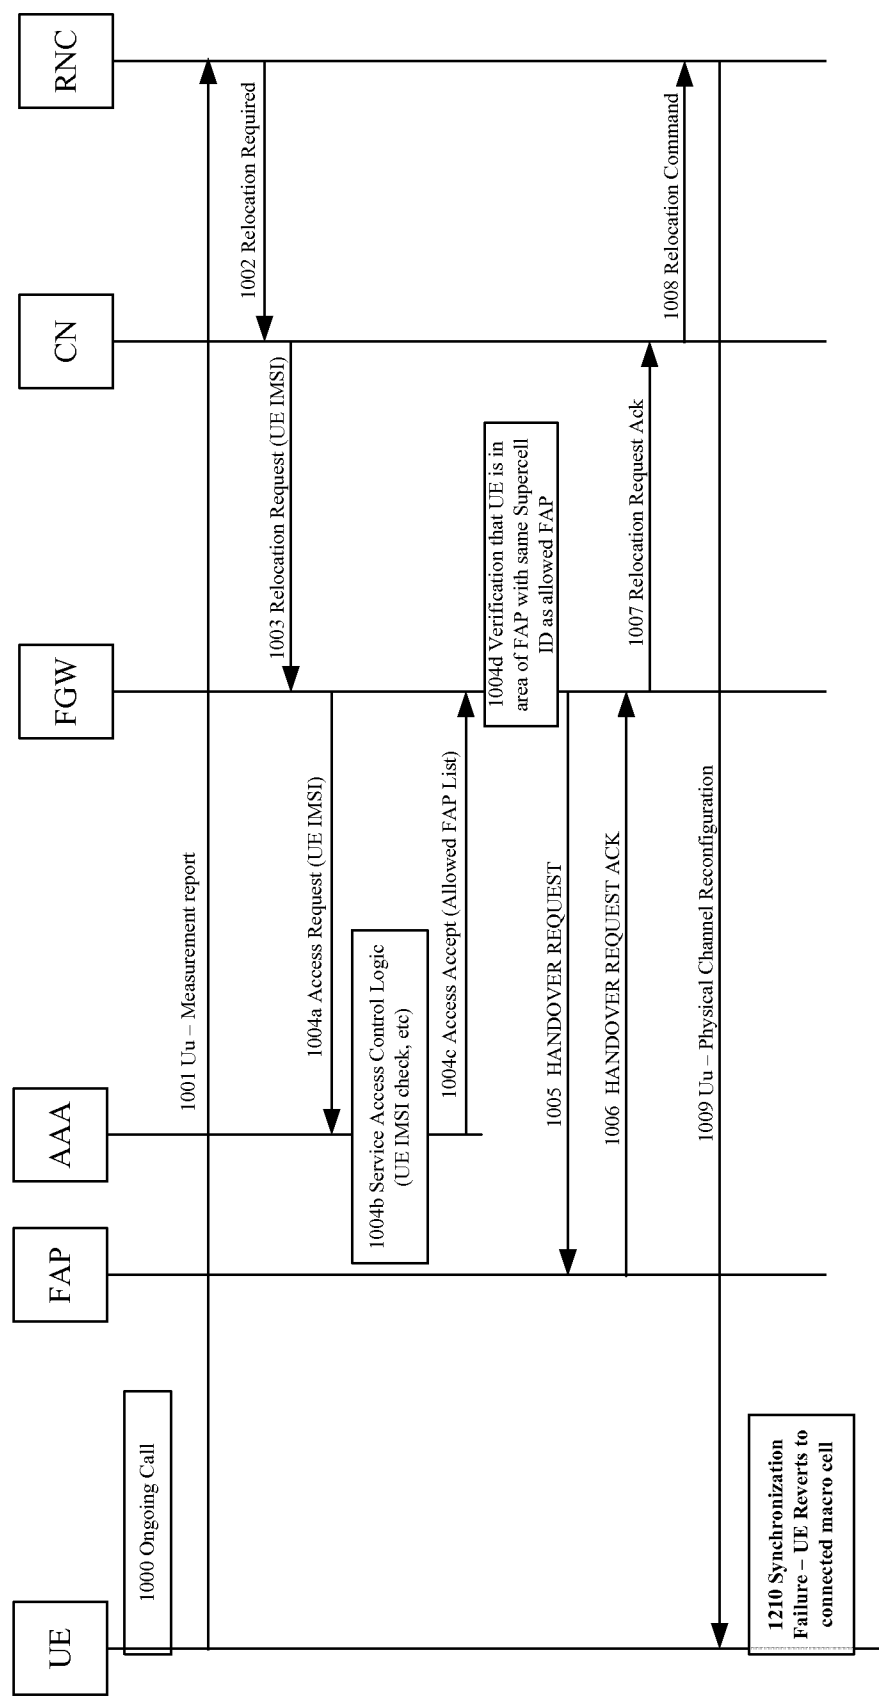 UE
FAP
AAA
FGW
CN
RNC
1000 Ongoing Call
1001 Uu – Measurement report
1002 Relocation Required
1003 Relocation Request (UE IMSI)
1004a Access Request (UE IMSI)
1004b Service Access Control Logic
(UE IMSI check, etc)
1004c Access Accept (Allowed FAP List)
1004d Verification that UE is in
area of FAP with same Supercell
ID as allowed FAP
1005 HANDOVER REQUEST
1006 HANDOVER REQUEST ACK
1007 Relocation Request Ack
1008 Relocation Command
1009 Uu – Physical Channel Reconfiguration
1210 Synchronization
Failure – UE Reverts to
connected macro cell